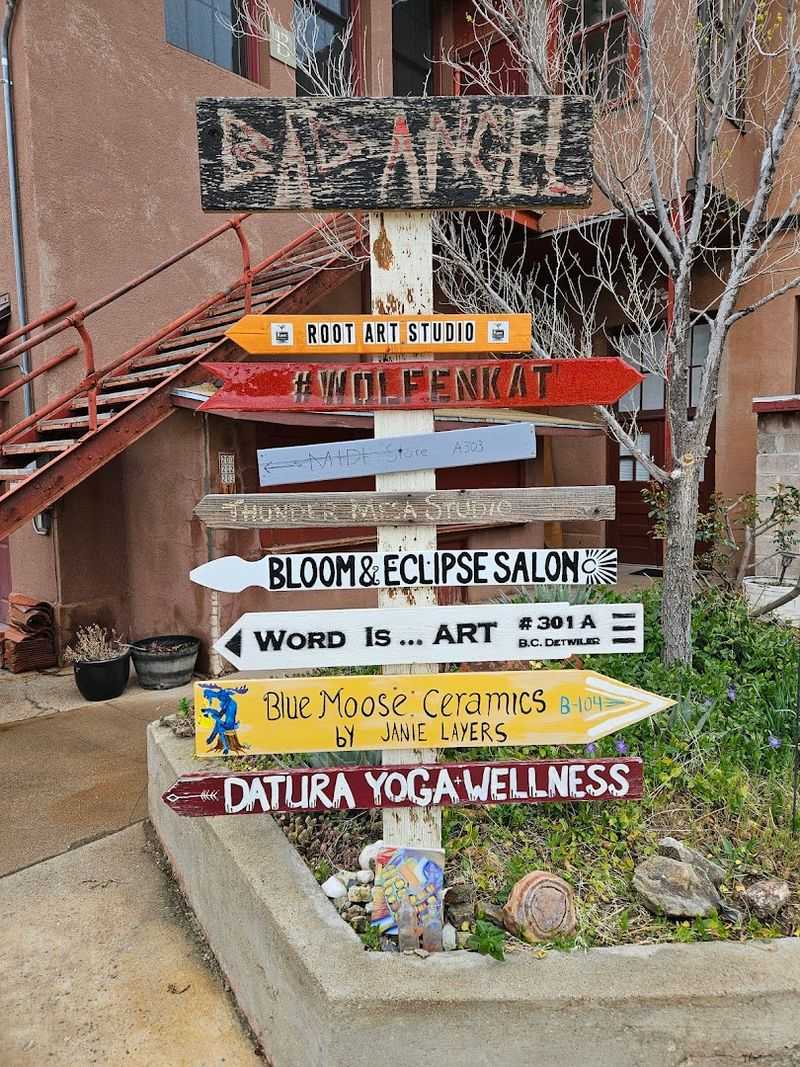 B
BAD ANGEL
ROOT ART STUDIO
#WOLFENKAT
MIDI Store A303
THUNDER MESA STUDIO
BLOOM & ECLIPSE SALON
WORD IS ... ART #301 A
B.C. DETWILER
Blue Moose Ceramics B-104
by JANIE LAYERS
DATURA YOGA + WELLNESS